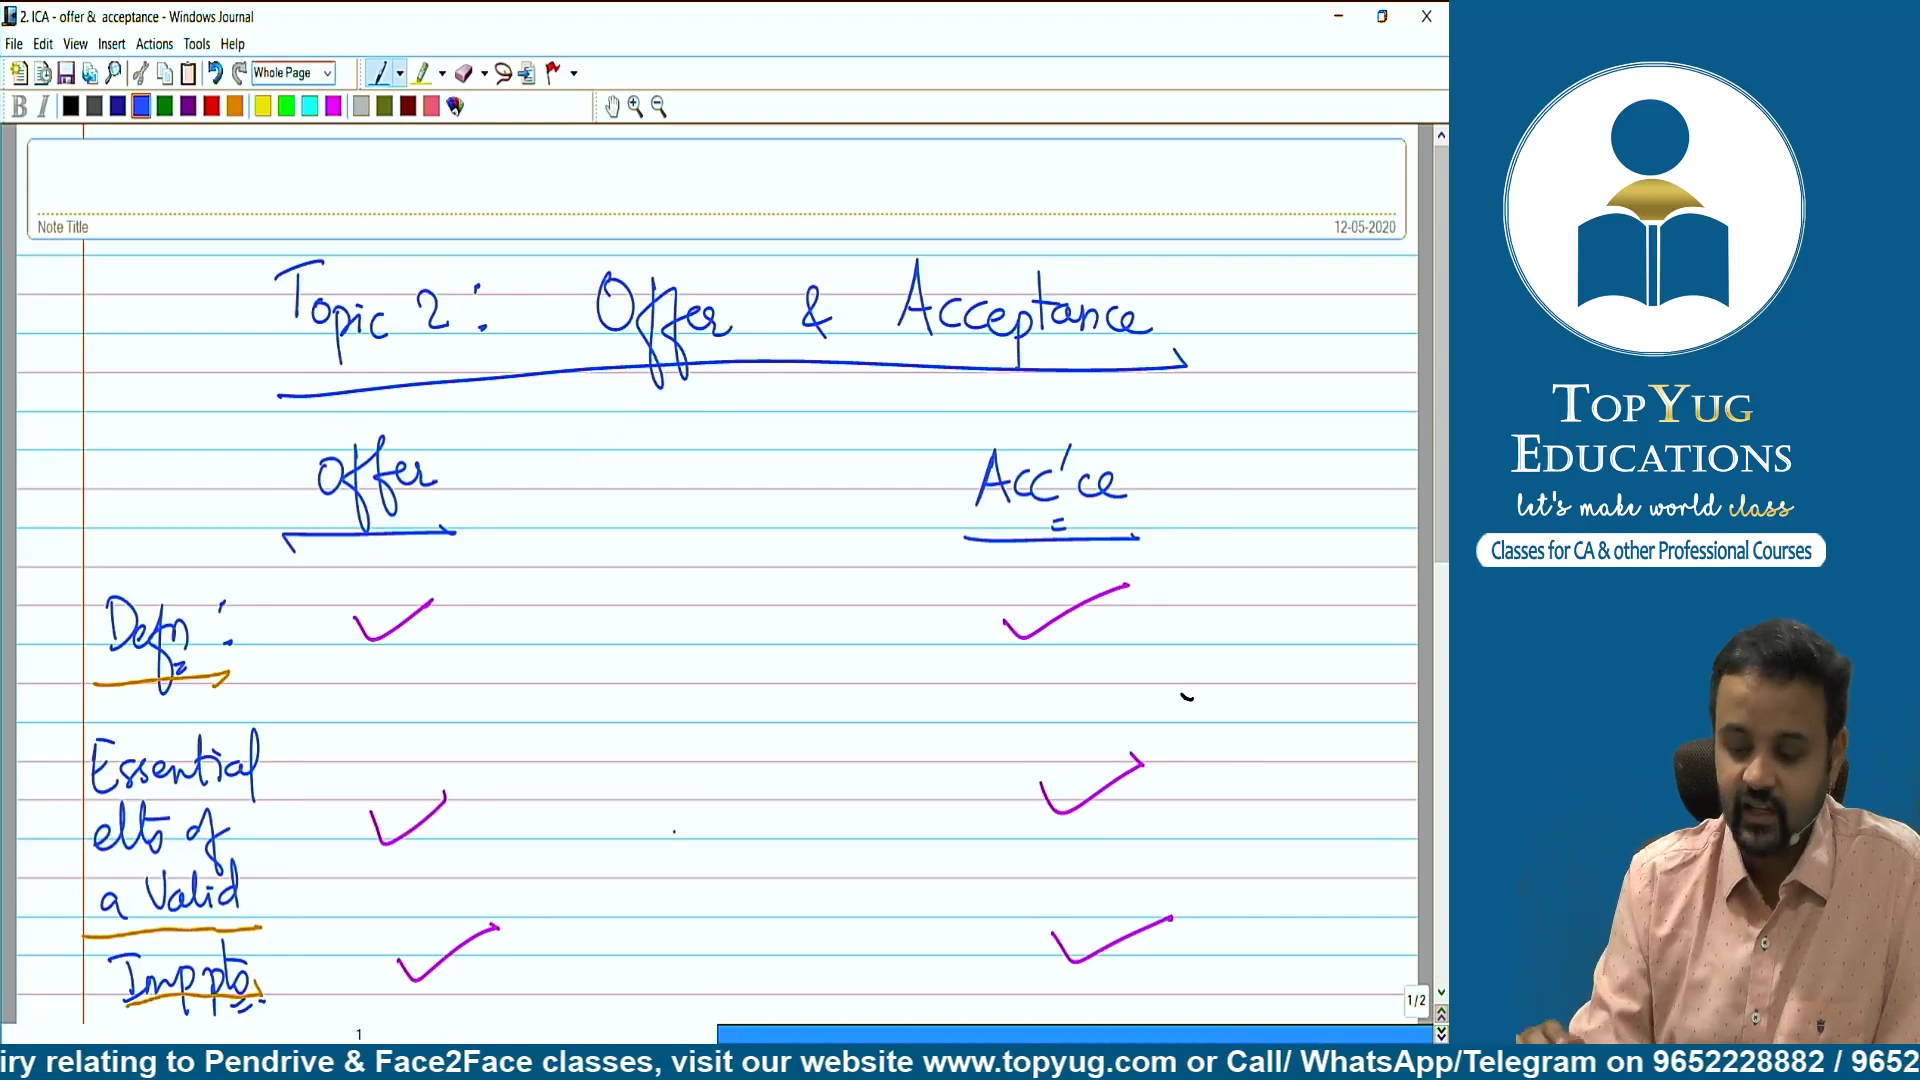 2. ICA - offer & acceptance - Windows Journal
File Edit View Insert Actions Tools Help
Whole Page
B I
Note Title
12-05-2020
Topic 2: Offer & Acceptance
Offer Acc'ce
Defn:
Essential
elts of
a Valid
Imp pts
1/2
1
TOPYUG
EDUCATIONS
let's make world class
Classes for CA & other Professional Courses
iry relating to Pendrive & Face2Face classes, visit our website www.topyug.com or Call/ WhatsApp/Telegram on 9652228882 / 9652